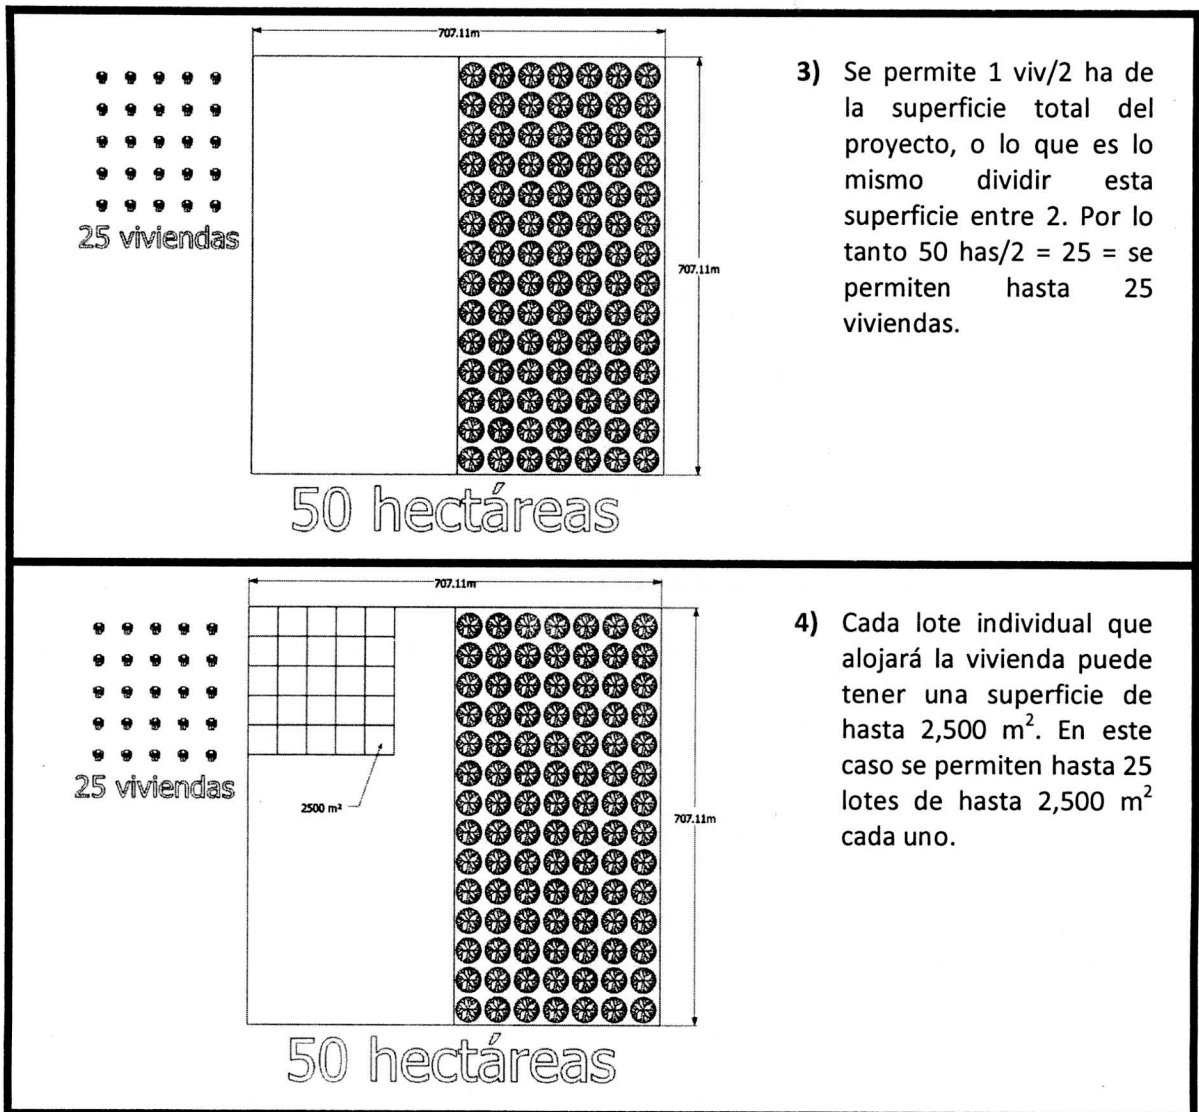 707.11m
25 viviendas
707.11m
50 hectáreas
3) Se permite 1 viv/2 ha de
la superficie total del
proyecto, o lo que es lo
mismo dividir esta
superficie entre 2. Por lo
tanto 50 has/2 = 25 = se
permiten hasta 25
viviendas.
707.11m
25 viviendas
2500 m²
707.11m
50 hectáreas
4) Cada lote individual que
alojará la vivienda puede
tener una superficie de
hasta 2,500 m². En este
caso se permiten hasta 25
lotes de hasta 2,500 m²
cada uno.